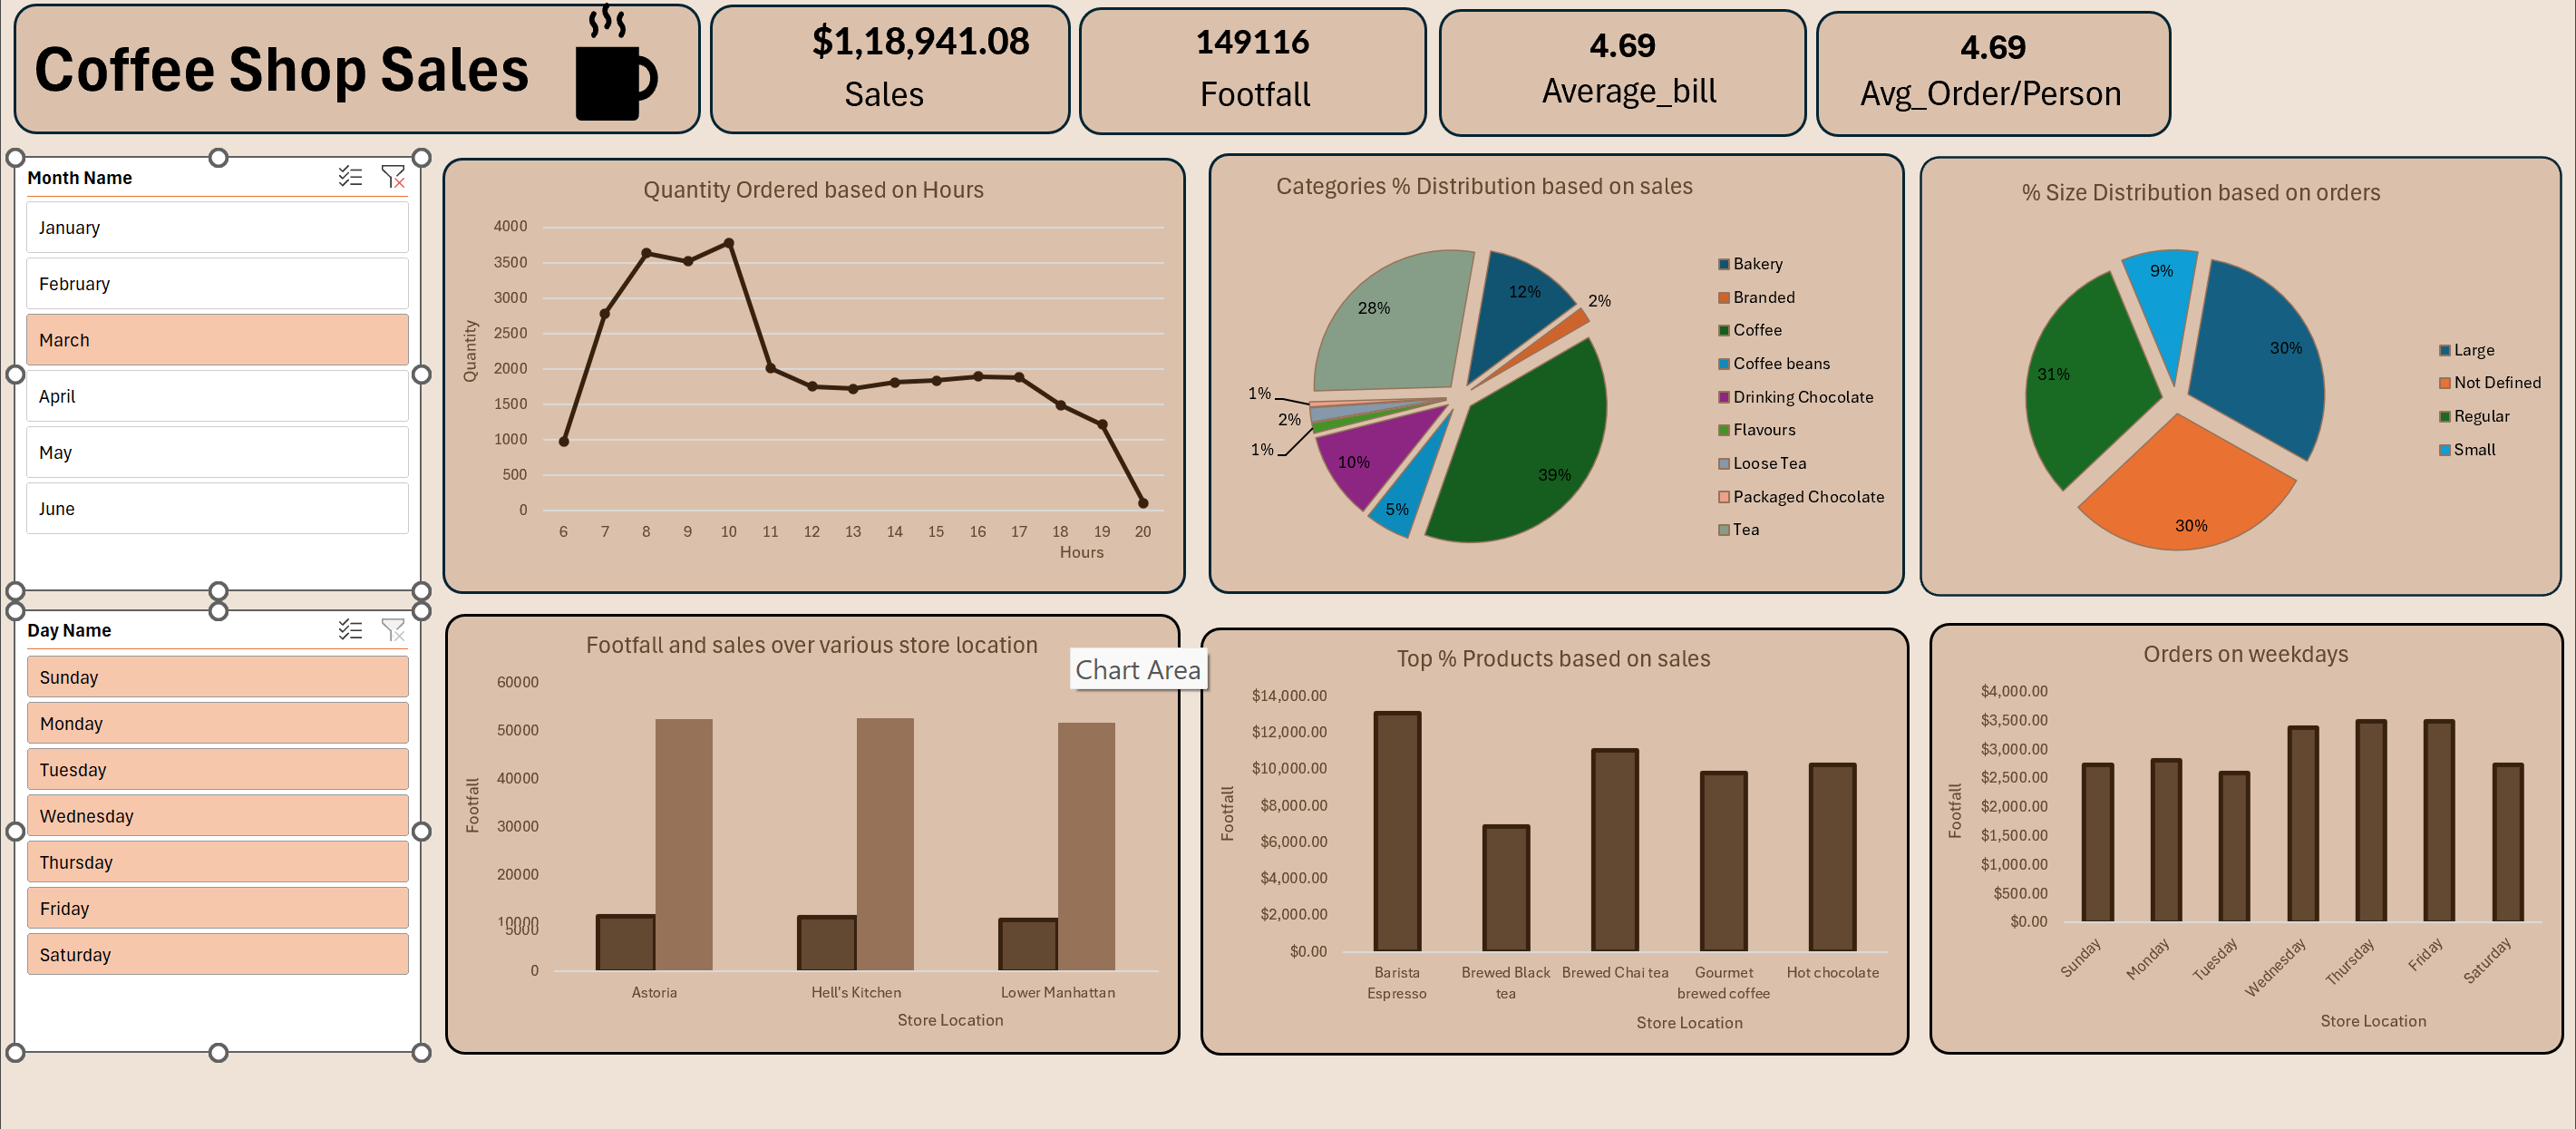 Coffee Shop Sales
$1,18,941.08
Sales
149116
Footfall
4.69
Average_bill
4.69
Avg_Order/Person
Month Name
January
February
March
April
May
June
Day Name
Sunday
Monday
Tuesday
Wednesday
Thursday
Friday
Saturday
Quantity Ordered based on Hours
Quantity
4000
3500
3000
2500
2000
1500
1000
500
0
6 7 8 9 10 11 12 13 14 15 16 17 18 19 20
Hours
Categories % Distribution based on sales
28%
12%
2%
1%
2%
1%
10%
5%
39%
Bakery
Branded
Coffee
Coffee beans
Drinking Chocolate
Flavours
Loose Tea
Packaged Chocolate
Tea
% Size Distribution based on orders
9%
30%
31%
30%
Large
Not Defined
Regular
Small
Footfall and sales over various store location
Chart Area
Footfall
60000
50000
40000
30000
20000
10000
5000
0
Astoria Hell's Kitchen Lower Manhattan
Store Location
Top % Products based on sales
Footfall
$14,000.00
$12,000.00
$10,000.00
$8,000.00
$6,000.00
$4,000.00
$2,000.00
$0.00
Barista Brewed Black Brewed Chai tea Gourmet Hot chocolate
Espresso tea brewed coffee
Store Location
Orders on weekdays
Footfall
$4,000.00
$3,500.00
$3,000.00
$2,500.00
$2,000.00
$1,500.00
$1,000.00
$500.00
$0.00
Sunday Monday Tuesday Wednesday Thursday Friday Saturday
Store Location